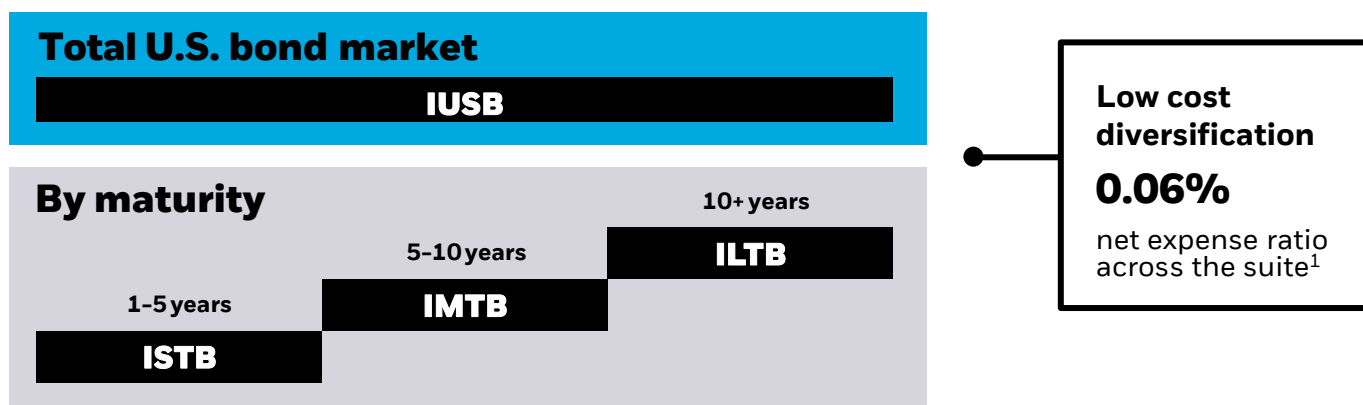 Total U.S. bond market
IUSB
By maturity
10+ years
ILTB
5–10 years
IMTB
1–5 years
ISTB
Low cost
diversification
0.06%
net expense ratio
across the suite¹